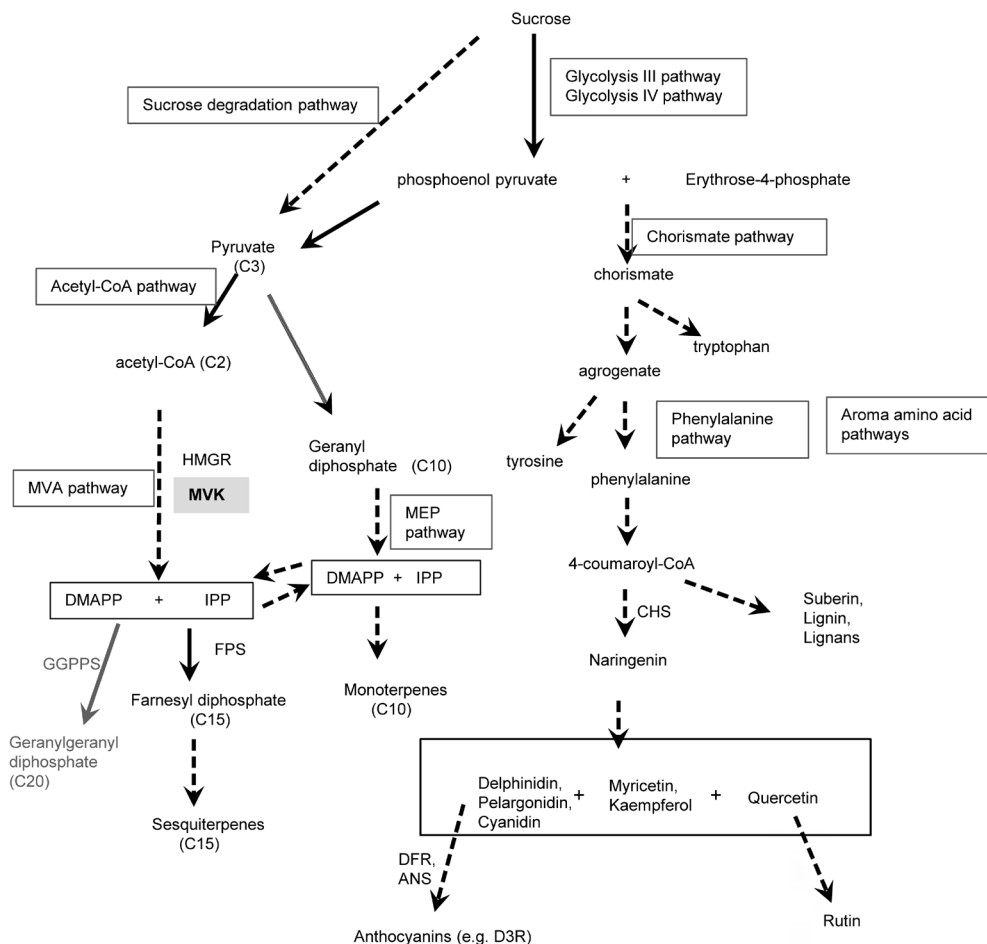 Sucrose
Glycolysis III pathway
Glycolysis IV pathway
Sucrose degradation pathway
phosphoenol pyruvate + Erythrose-4-phosphate
Chorismate pathway
Pyruvate
(C3)
chorismate
Acetyl-CoA pathway
tryptophan
acetyl-CoA (C2)
agrogenate
Phenylalanine
pathway
Aroma amino acid
pathways
Geranyl
diphosphate (C10)
tyrosine
HMGR
phenylalanine
MVA pathway
MVK
MEP
pathway
4-coumaroyl-CoA
DMAPP + IPP
DMAPP + IPP
Suberin,
Lignin,
Lignans
CHS
FPS
GGPPS
Naringenin
Farnesyl diphosphate
(C15)
Monoterpenes
(C10)
Geranylgeranyl
diphosphate
(C20)
Delphinidin,
Pelargonidin,
Cyanidin
+
Myricetin,
Kaempferol
+
Quercetin
Sesquiterpenes
(C15)
DFR,
ANS
Rutin
Anthocyanins (e.g. D3R)